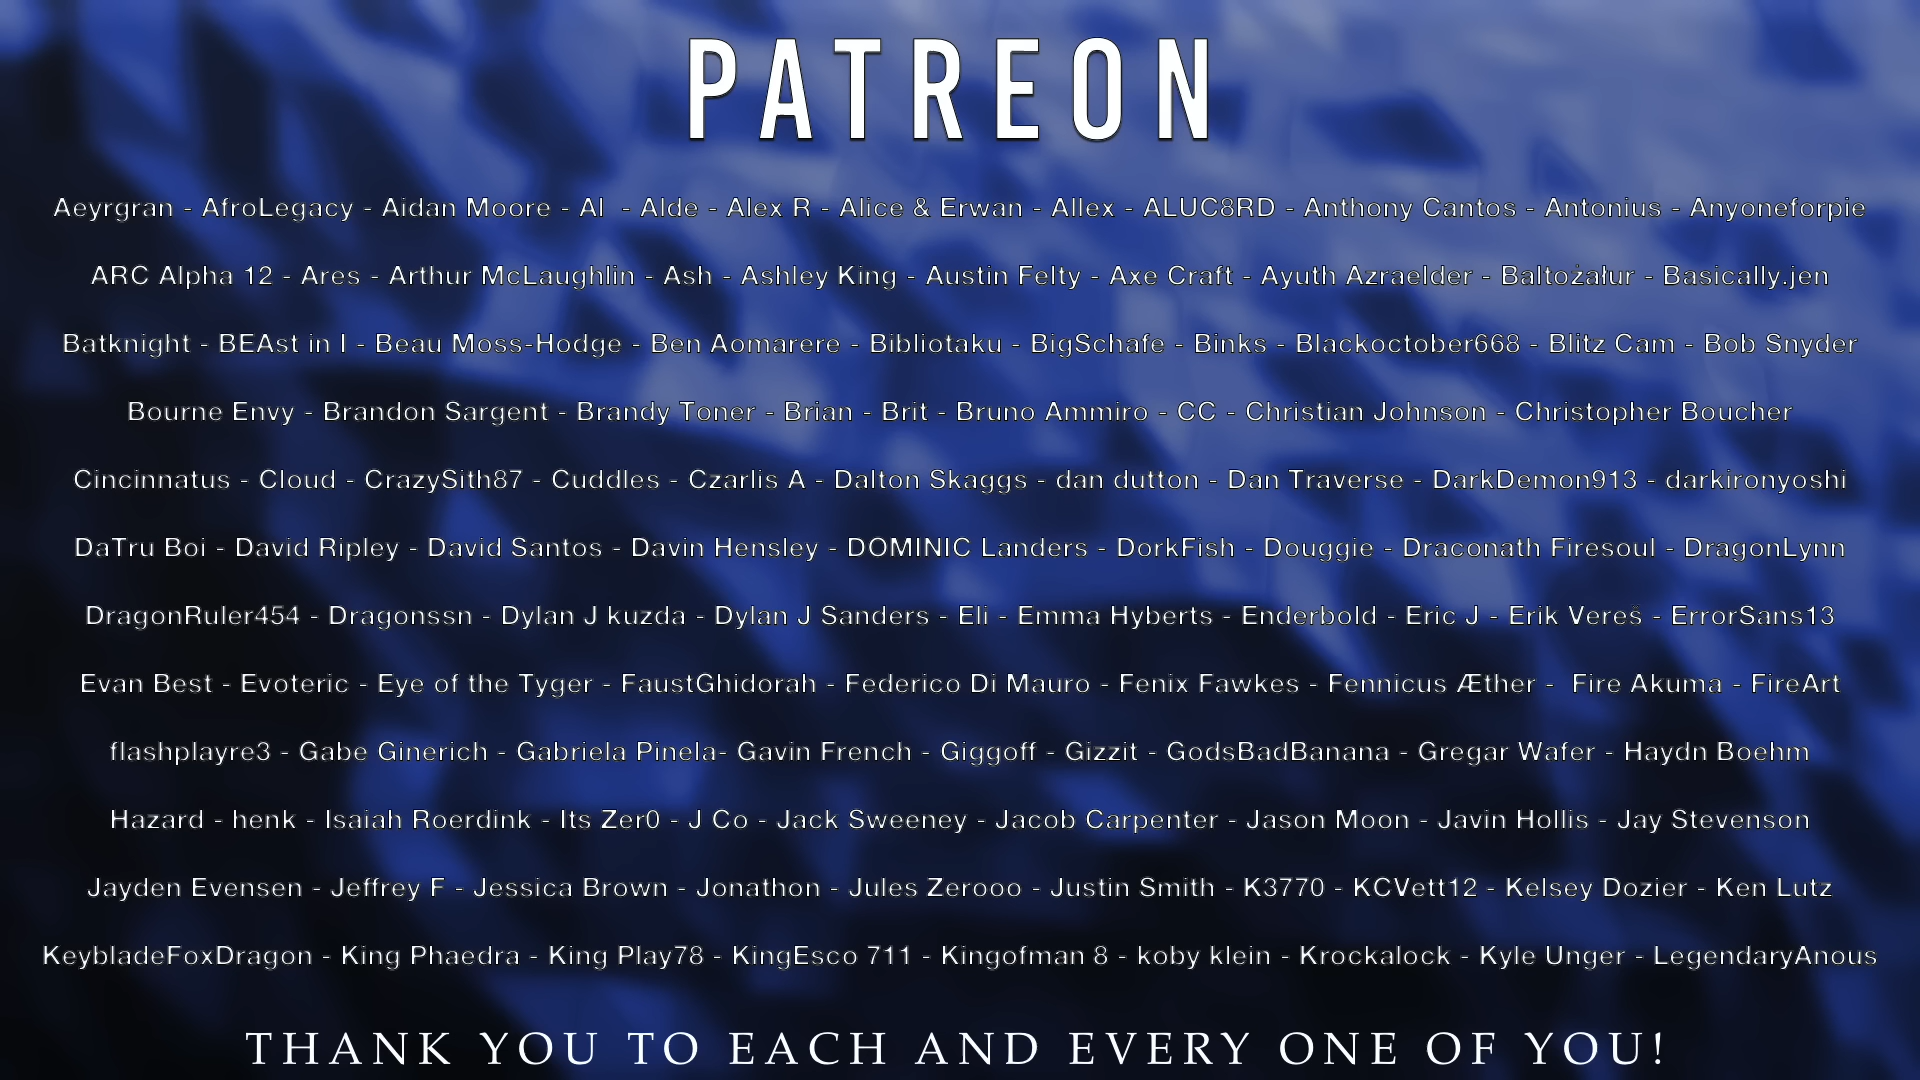 PATREON
Aeyrgran - AfroLegacy - Aidan Moore - Al  - Alde - Alex R - Alice & Erwan - Allex - ALUC8RD - Anthony Cantos - Antonius - Anyoneforpie
ARC Alpha 12 - Ares - Arthur McLaughlin - Ash - Ashley King - Austin Felty - Axe Craft - Ayuth Azraelder - Baltożałur - Basically.jen
Batknight - BEAst in I - Beau Moss-Hodge - Ben Aomarere - Bibliotaku - BigSchafe - Binks - Blackoctober668 - Blitz Cam - Bob Snyder
Bourne Envy - Brandon Sargent - Brandy Toner - Brian - Brit - Bruno Ammiro - CC - Christian Johnson - Christopher Boucher
Cincinnatus - Cloud - CrazySith87 - Cuddles - Czarlis A - Dalton Skaggs - dan dutton - Dan Traverse - DarkDemon913 - darkironyoshi
DaTru Boi - David Ripley - David Santos - Davin Hensley - DOMINIC Landers - DorkFish - Douggie - Draconath Firesoul - DragonLynn
DragonRuler454 - Dragonssn - Dylan J kuzda - Dylan J Sanders - Eli - Emma Hyberts - Enderbold - Eric J - Erik Vereš - ErrorSans13
Evan Best - Evoteric - Eye of the Tyger - FaustGhidorah - Federico Di Mauro - Fenix Fawkes - Fennicus Æther -  Fire Akuma - FireArt
flashplayre3 - Gabe Ginerich - Gabriela Pinela- Gavin French - Giggoff - Gizzit - GodsBadBanana - Gregar Wafer - Haydn Boehm
Hazard - henk - Isaiah Roerdink - Its Zer0 - J Co - Jack Sweeney - Jacob Carpenter - Jason Moon - Javin Hollis - Jay Stevenson
Jayden Evensen - Jeffrey F - Jessica Brown - Jonathon - Jules Zerooo - Justin Smith - K3770 - KCVett12 - Kelsey Dozier - Ken Lutz
KeybladeFoxDragon - King Phaedra - King Play78 - KingEsco 711 - Kingofman 8 - koby klein - Krockalock - Kyle Unger - LegendaryAnous
THANK YOU TO EACH AND EVERY ONE OF YOU!